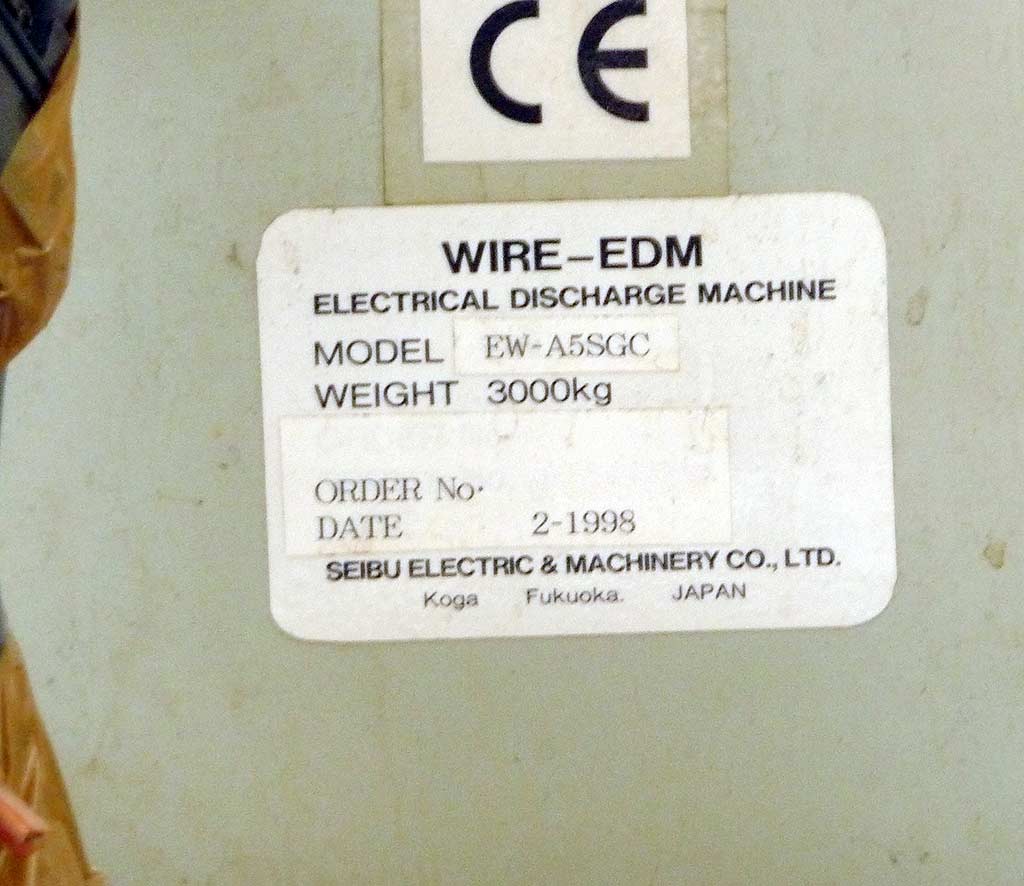 CE
WIRE-EDM
ELECTRICAL DISCHARGE MACHINE
MODEL EW-A5SGC
WEIGHT 3000kg
ORDER No.
DATE 2-1998
SEIBU ELECTRIC & MACHINERY CO., LTD.
Koga Fukuoka. JAPAN